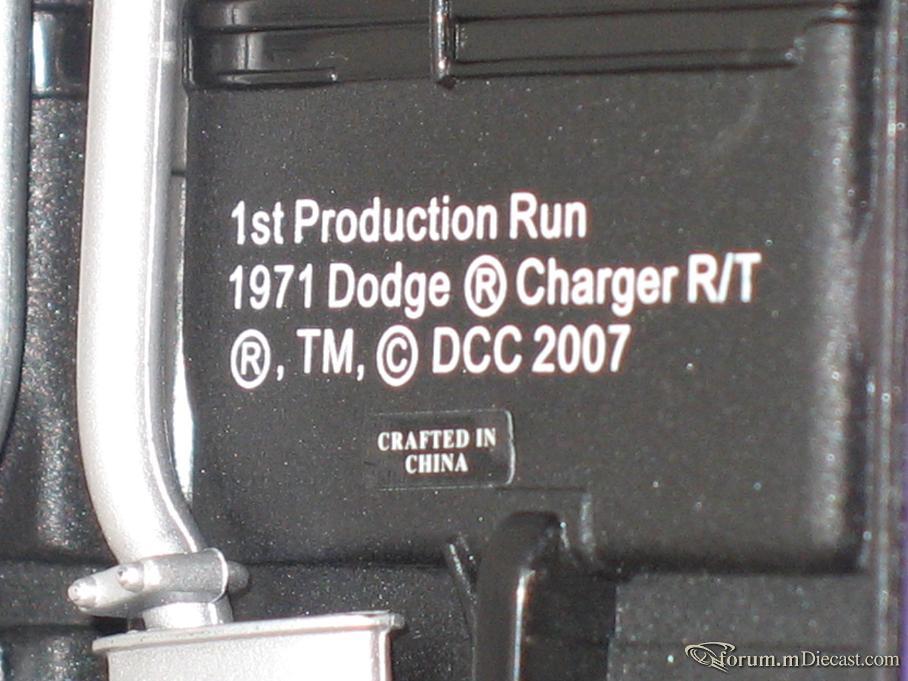 1st Production Run
1971 Dodge ® Charger R/T
®, TM, © DCC 2007
CRAFTED IN
CHINA
forum.mDiecast.com